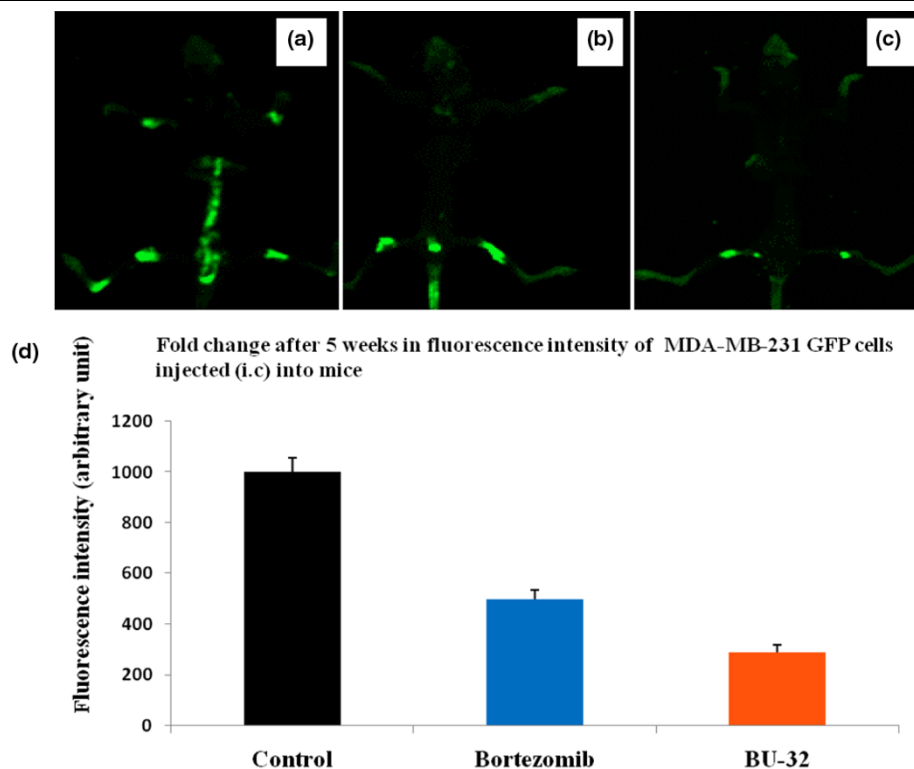 (a)
(b)
(c)
(d)
Fold change after 5 weeks in fluorescence intensity of MDA-MB-231 GFP cells
injected (i.c) into mice
Fluorescence intensity (arbitrary unit)
1200
1000
800
600
400
200
0
Control
Bortezomib
BU-32